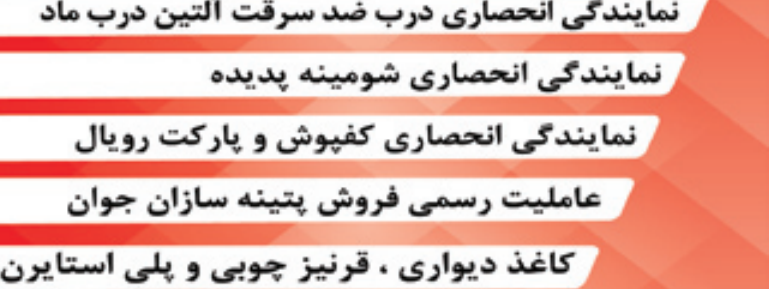 نمایندگی انحصاری درب ضد سرقت آلتین درب ماد
نمایندگی انحصاری شومینه پدیده
نمایندگی انحصاری کفپوش و پارکت رویال
عاملیت رسمی فروش پتینه سازان جوان
کاغذ دیواری ، قرنیز چوبی و پلی استایرن